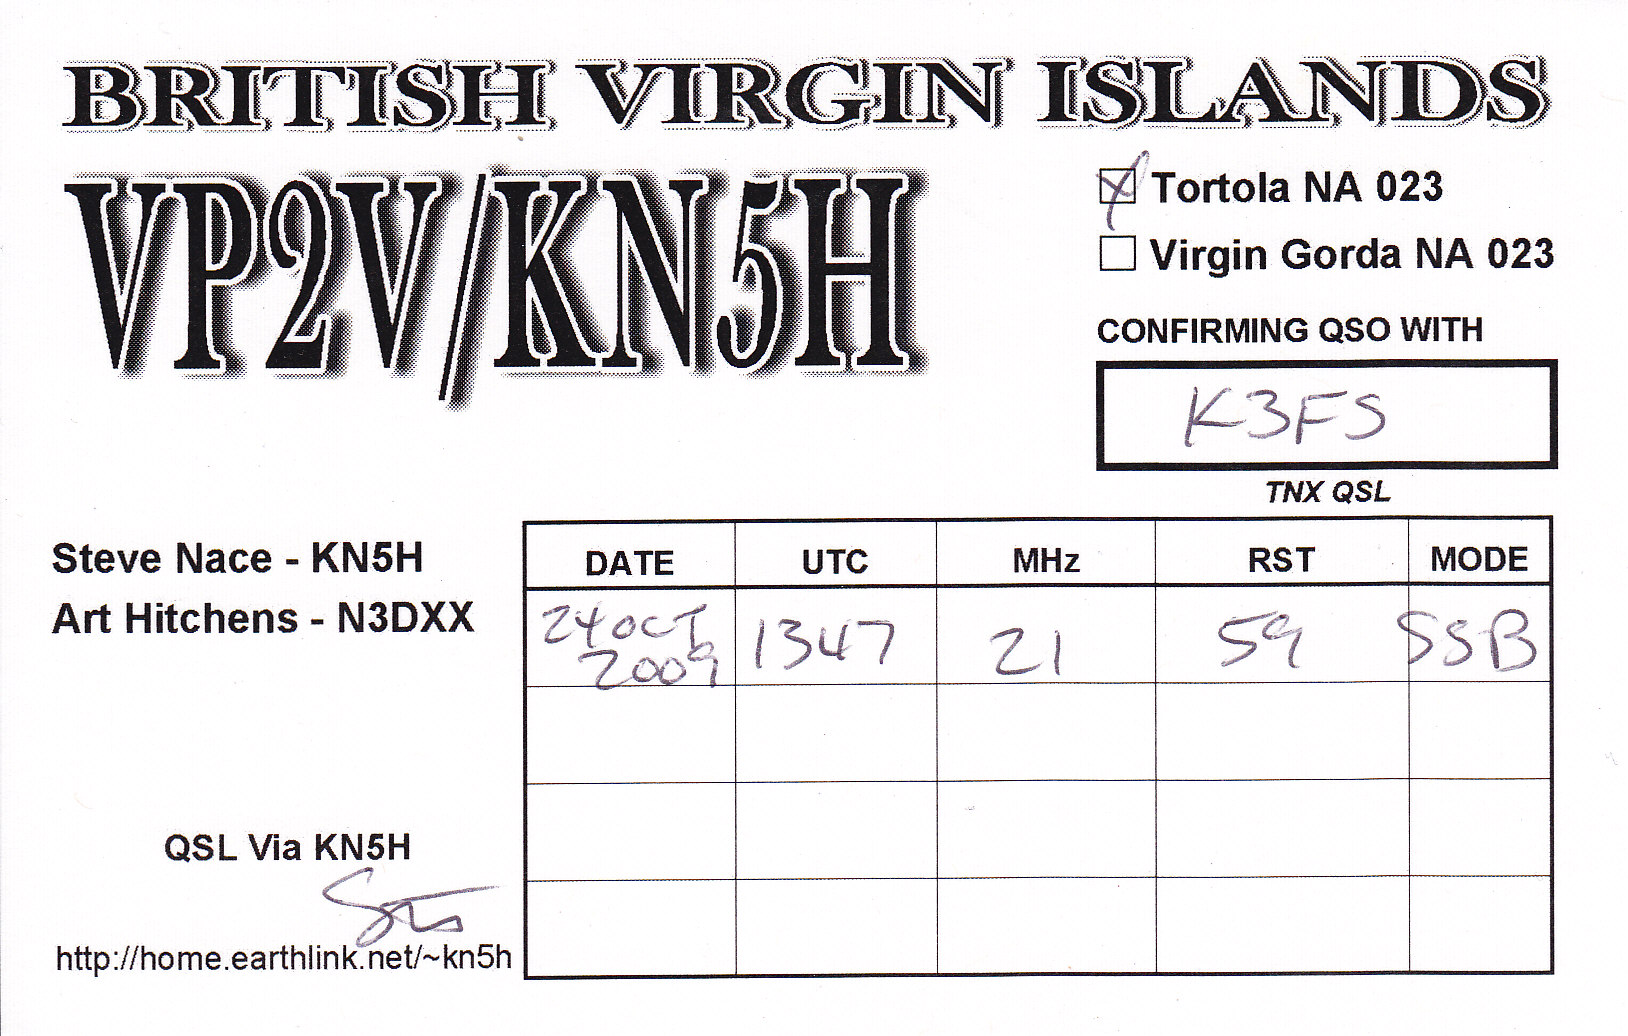 BRITISH VIRGIN ISLANDS
VP2V/KN5H
Tortola NA 023
Virgin Gorda NA 023
CONFIRMING QSO WITH
K3FS
TNX QSL
Steve Nace - KN5H
Art Hitchens - N3DXX
DATE UTC MHz RST MODE
24 OCT 2009 1347 21 59 SSB
QSL Via KN5H
http://home.earthlink.net/~kn5h